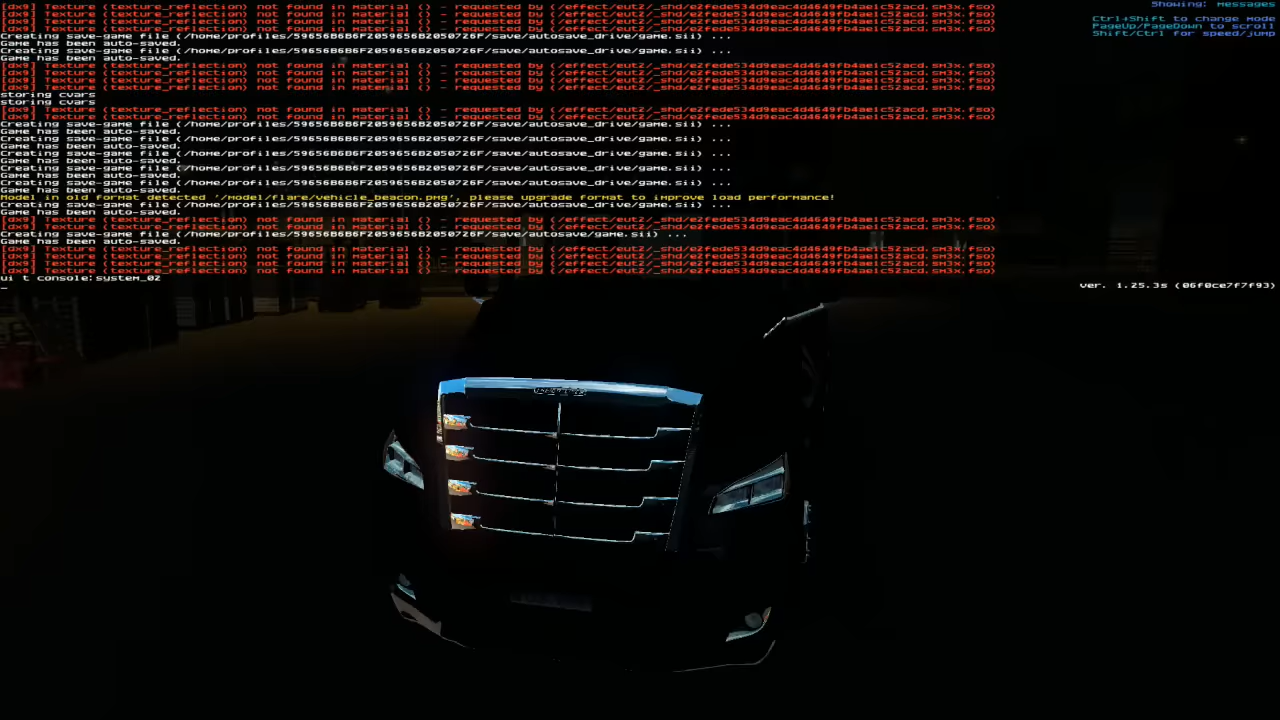 [dx9] Texture (texture_reflection) not found in material () - requested by (/effect/eut2/_shd/e2fede534d9eac4d4649fb4ae1c52acd.sm3x.fso)
[dx9] Texture (texture_reflection) not found in material () - requested by (/effect/eut2/_shd/e2fede534d9eac4d4649fb4ae1c52acd.sm3x.fso)
[dx9] Texture (texture_reflection) not found in material () - requested by (/effect/eut2/_shd/e2fede534d9eac4d4649fb4ae1c52acd.sm3x.fso)
[dx9] Texture (texture_reflection) not found in material () - requested by (/effect/eut2/_shd/e2fede534d9eac4d4649fb4ae1c52acd.sm3x.fso)
Creating save-game file (/home/profiles/59656B6B6F2059656B2050726F/save/autosave_drive/game.sii) ...
Game has been auto-saved.
Creating save-game file (/home/profiles/59656B6B6F2059656B2050726F/save/autosave_drive/game.sii) ...
Game has been auto-saved.
[dx9] Texture (texture_reflection) not found in material () - requested by (/effect/eut2/_shd/e2fede534d9eac4d4649fb4ae1c52acd.sm3x.fso)
[dx9] Texture (texture_reflection) not found in material () - requested by (/effect/eut2/_shd/e2fede534d9eac4d4649fb4ae1c52acd.sm3x.fso)
[dx9] Texture (texture_reflection) not found in material () - requested by (/effect/eut2/_shd/e2fede534d9eac4d4649fb4ae1c52acd.sm3x.fso)
[dx9] Texture (texture_reflection) not found in material () - requested by (/effect/eut2/_shd/e2fede534d9eac4d4649fb4ae1c52acd.sm3x.fso)
storing cvars
storing cvars
[dx9] Texture (texture_reflection) not found in material () - requested by (/effect/eut2/_shd/e2fede534d9eac4d4649fb4ae1c52acd.sm3x.fso)
[dx9] Texture (texture_reflection) not found in material () - requested by (/effect/eut2/_shd/e2fede534d9eac4d4649fb4ae1c52acd.sm3x.fso)
Creating save-game file (/home/profiles/59656B6B6F2059656B2050726F/save/autosave_drive/game.sii) ...
Game has been auto-saved.
Creating save-game file (/home/profiles/59656B6B6F2059656B2050726F/save/autosave_drive/game.sii) ...
Game has been auto-saved.
Creating save-game file (/home/profiles/59656B6B6F2059656B2050726F/save/autosave_drive/game.sii) ...
Game has been auto-saved.
Creating save-game file (/home/profiles/59656B6B6F2059656B2050726F/save/autosave_drive/game.sii) ...
Game has been auto-saved.
Creating save-game file (/home/profiles/59656B6B6F2059656B2050726F/save/autosave_drive/game.sii) ...
Game has been auto-saved.
Model in old format detected '/model/flare/vehicle_beacon.pmg', please upgrade format to improve load performance!
Creating save-game file (/home/profiles/59656B6B6F2059656B2050726F/save/autosave_drive/game.sii) ...
Game has been auto-saved.
[dx9] Texture (texture_reflection) not found in material () - requested by (/effect/eut2/_shd/e2fede534d9eac4d4649fb4ae1c52acd.sm3x.fso)
[dx9] Texture (texture_reflection) not found in material () - requested by (/effect/eut2/_shd/e2fede534d9eac4d4649fb4ae1c52acd.sm3x.fso)
Creating save-game file (/home/profiles/59656B6B6F2059656B2050726F/save/autosave/game.sii) ...
Game has been auto-saved.
[dx9] Texture (texture_reflection) not found in material () - requested by (/effect/eut2/_shd/e2fede534d9eac4d4649fb4ae1c52acd.sm3x.fso)
[dx9] Texture (texture_reflection) not found in material () - requested by (/effect/eut2/_shd/e2fede534d9eac4d4649fb4ae1c52acd.sm3x.fso)
[dx9] Texture (texture_reflection) not found in material () - requested by (/effect/eut2/_shd/e2fede534d9eac4d4649fb4ae1c52acd.sm3x.fso)
[dx9] Texture (texture_reflection) not found in material () - requested by (/effect/eut2/_shd/e2fede534d9eac4d4649fb4ae1c52acd.sm3x.fso)
ui t console:system_02
_
Showing: messages
Ctrl+Shift to change mode
PageUp/PageDown to scroll
Shift/Ctrl for speed/jump
ver. 1.25.3s (06f0ce7f7f93)